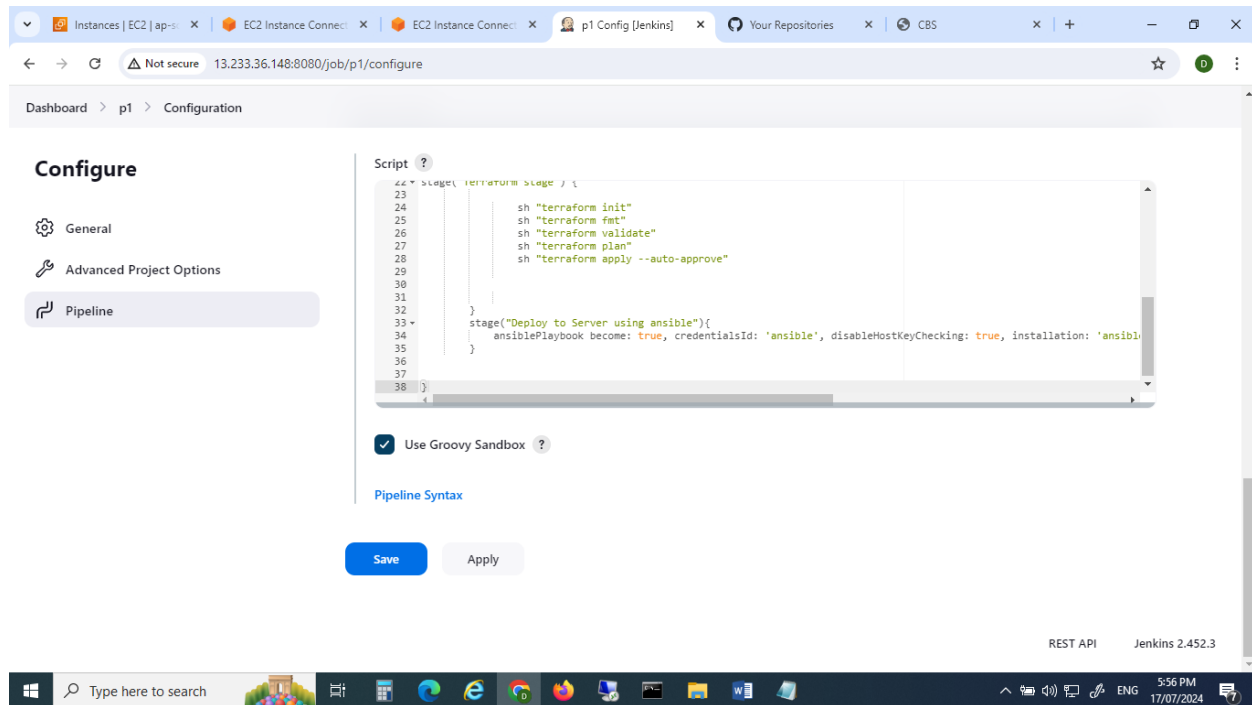 Instances | EC2 | ap-s
EC2 Instance Connect
EC2 Instance Connect
p1 Config [Jenkins]
Your Repositories
CBS
Not secure
13.233.36.148:8080/job/p1/configure
D
Dashboard > p1 > Configuration
Configure
General
Advanced Project Options
Pipeline
Script ?
22 stage( Terraform stage ) {
23
24 sh "terraform init"
25 sh "terraform fmt"
26 sh "terraform validate"
27 sh "terraform plan"
28 sh "terraform apply --auto-approve"
29
30
31
32 }
33 stage("Deploy to Server using ansible"){
34 ansiblePlaybook become: true, credentialsId: 'ansible', disableHostKeyChecking: true, installation: 'ansibl
35 }
36
37
38 }
Use Groovy Sandbox ?
Pipeline Syntax
Save
Apply
REST API
Jenkins 2.452.3
Type here to search
ENG
5:56 PM
17/07/2024
7